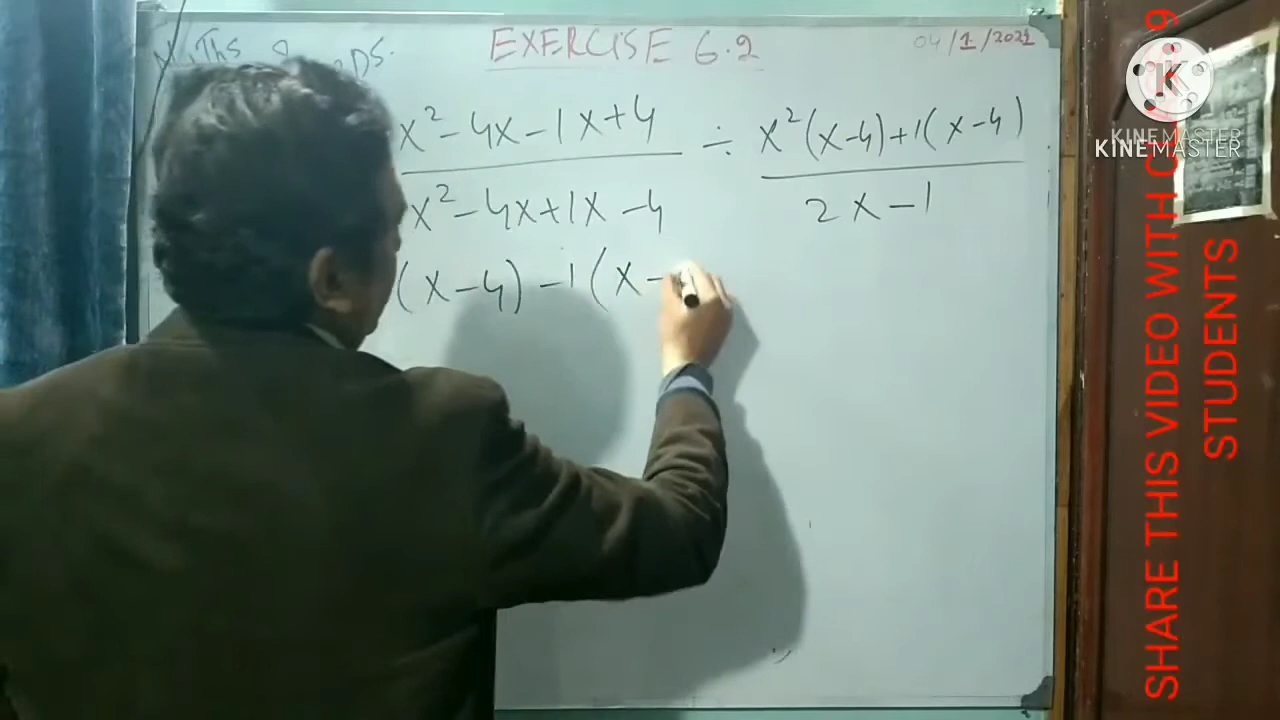 EXERCISE 6.2
04/1/2021
x² - 4x - 1x + 4 ÷ x²(x-4)+1(x-4)
x² - 4x + 1x - 4 2x - 1
(x - 4) - 1(x -
KINEMASTER
KINEMASTER
SHARE THIS VIDEO WITH
STUDENTS